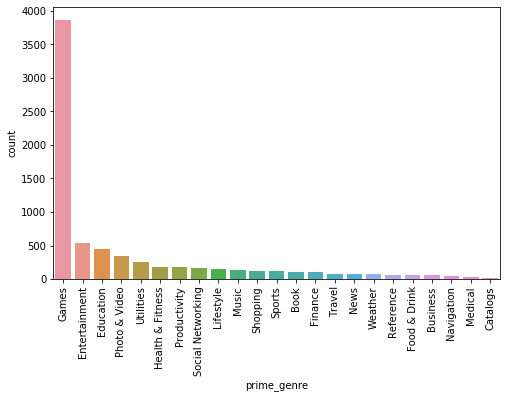 4000
3500
3000
2500
2000
1500
1000
500
0
count
Games
Entertainment
Education
Photo & Video
Utilities
Health & Fitness
Productivity
Social Networking
Lifestyle
Music
Shopping
Sports
Book
Finance
Travel
News
Weather
Reference
Food & Drink
Business
Navigation
Medical
Catalogs
prime_genre